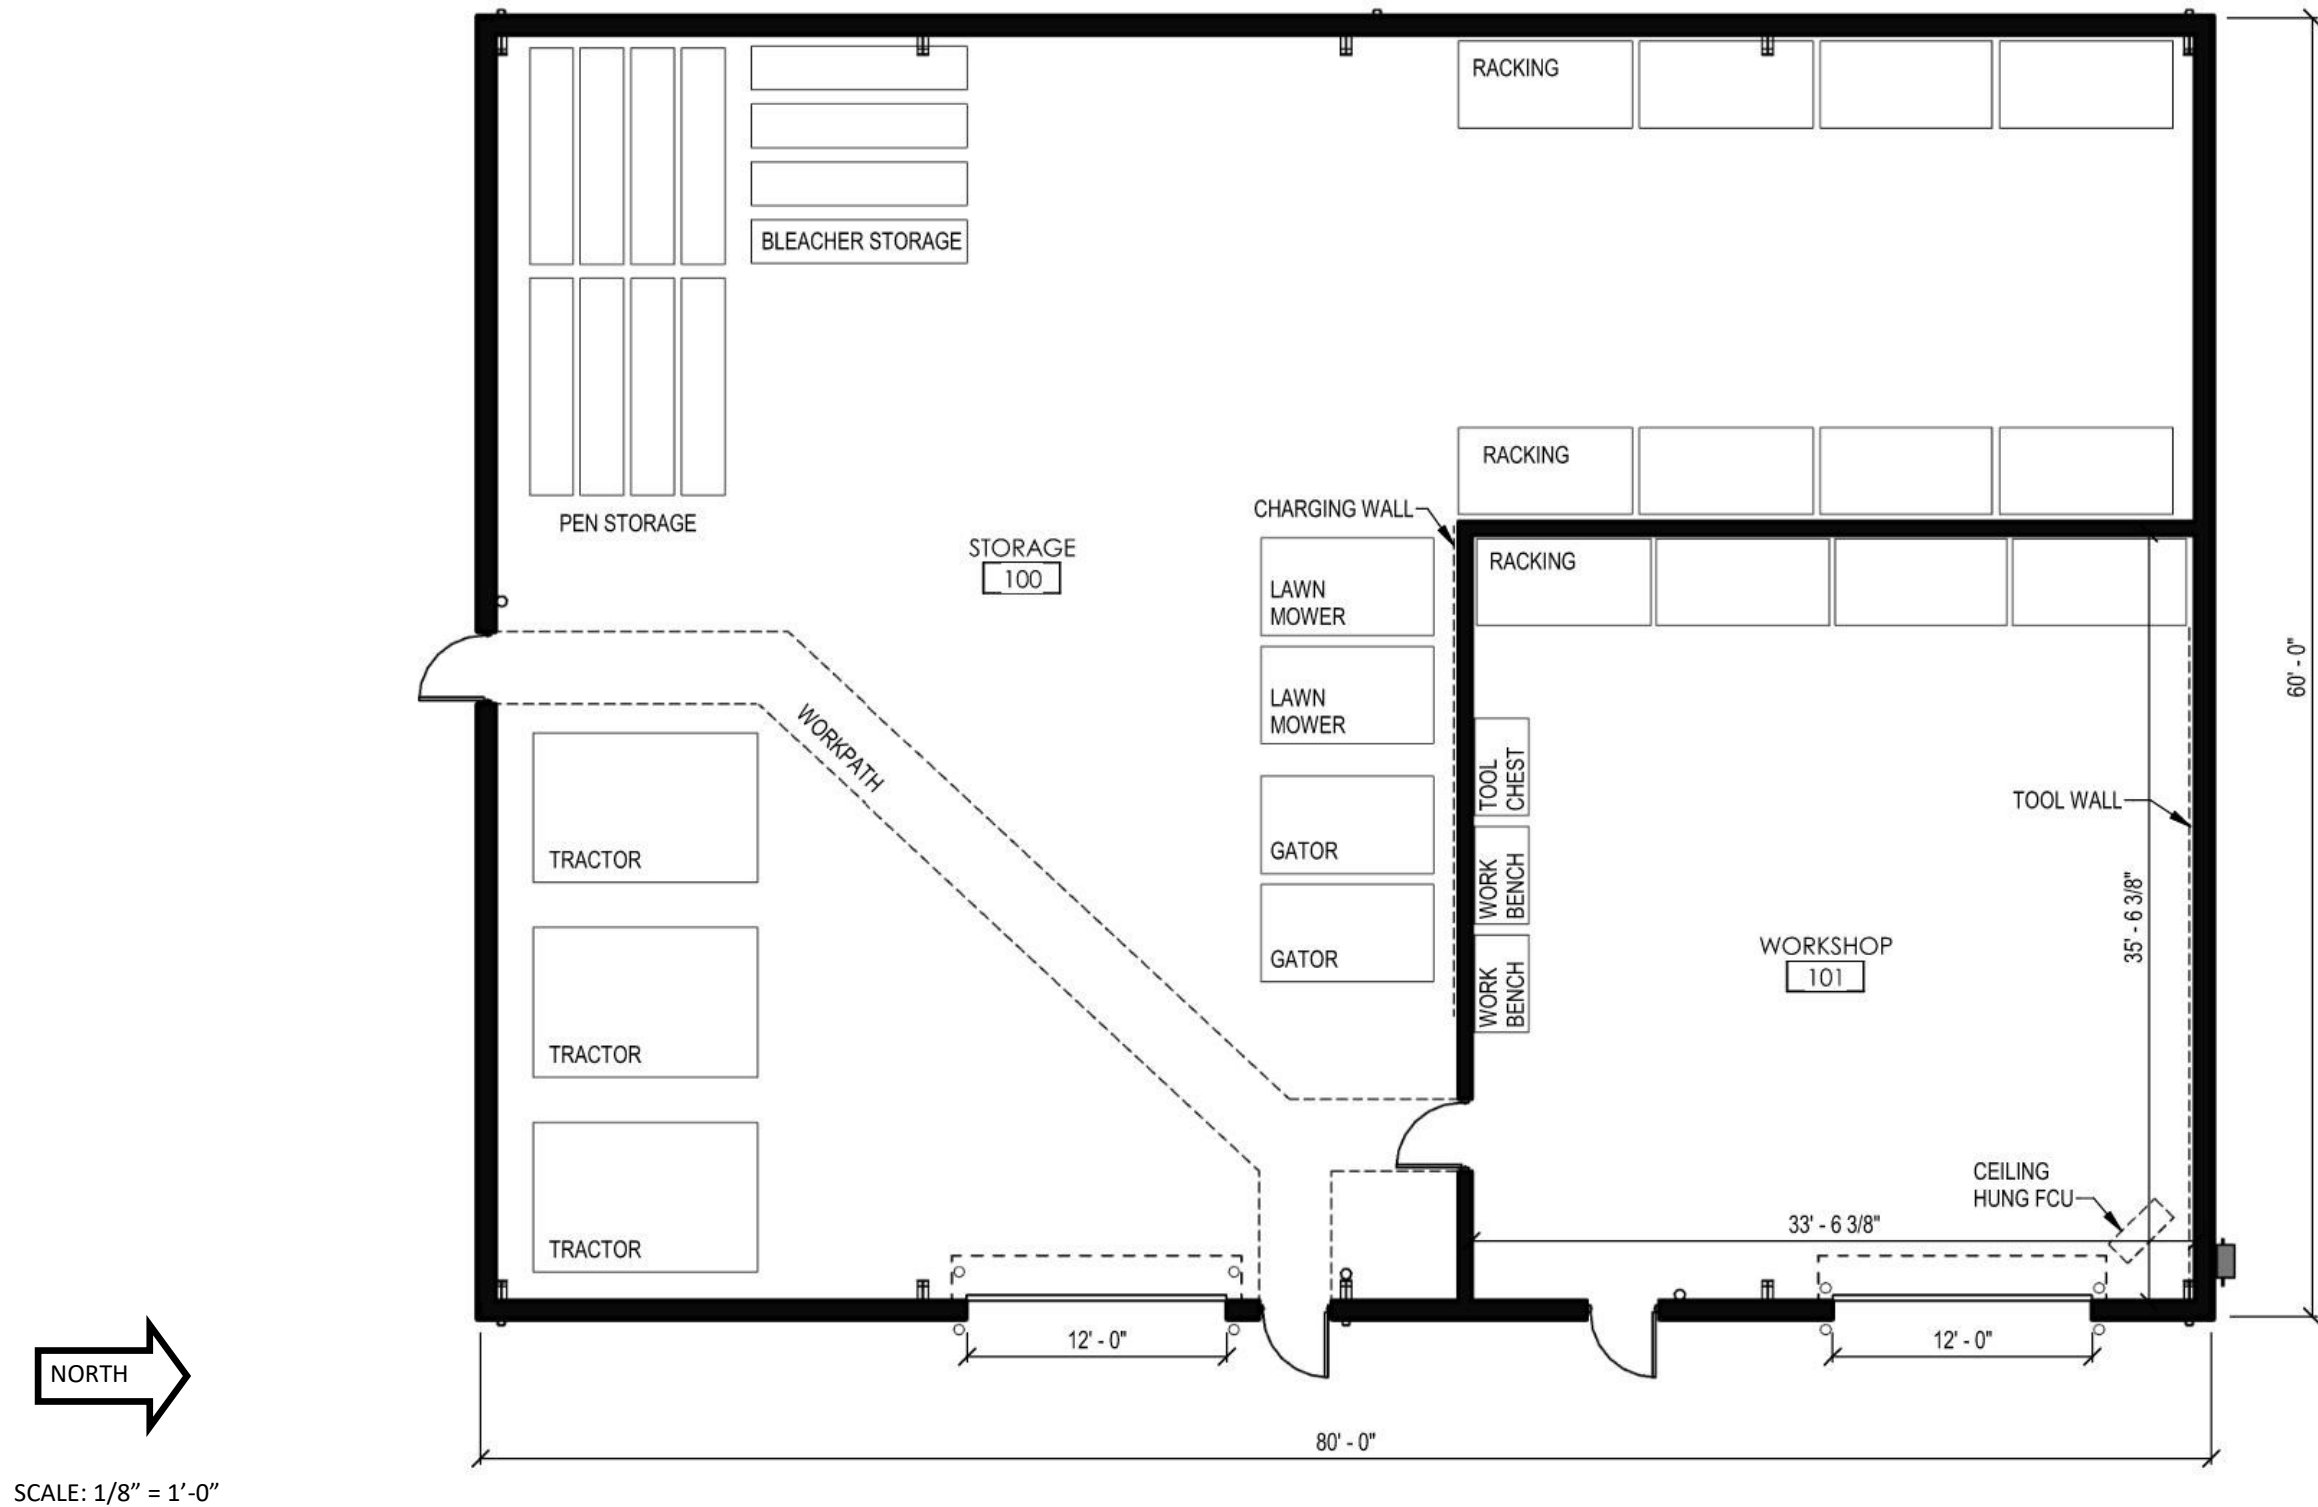 RACKING
BLEACHER STORAGE
RACKING
CHARGING WALL
PEN STORAGE
STORAGE
100
RACKING
LAWN
MOWER
60' - 0"
LAWN
MOWER
WORKPATH
TOOL
CHEST
TOOL WALL
TRACTOR
GATOR
WORK
BENCH
35' - 6 3/8"
WORKSHOP
101
GATOR
WORK
BENCH
TRACTOR
CEILING
HUNG FCU
33' - 6 3/8"
TRACTOR
12' - 0"
12' - 0"
NORTH
80' - 0"
SCALE: 1/8” = 1’-0”